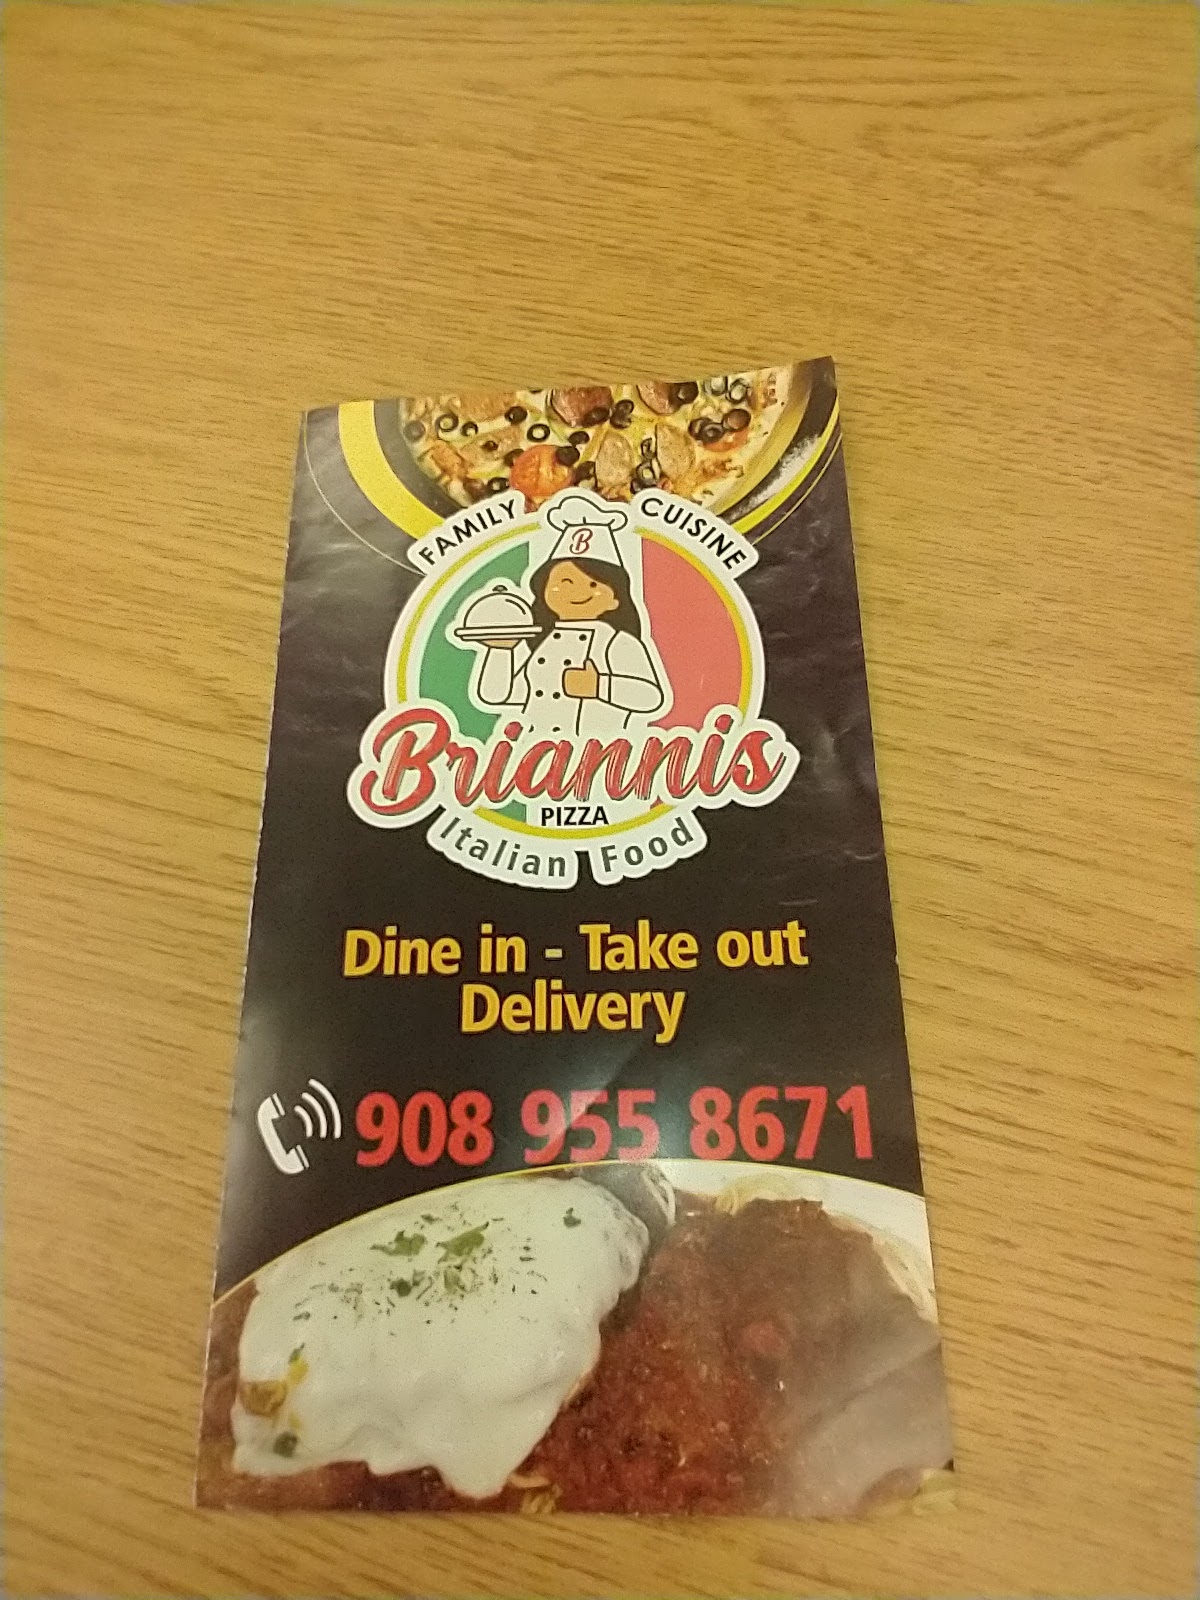 FAMILY CUISINE
B
Briannis
PIZZA
Italian Food
Dine in - Take out
Delivery
908 955 8671